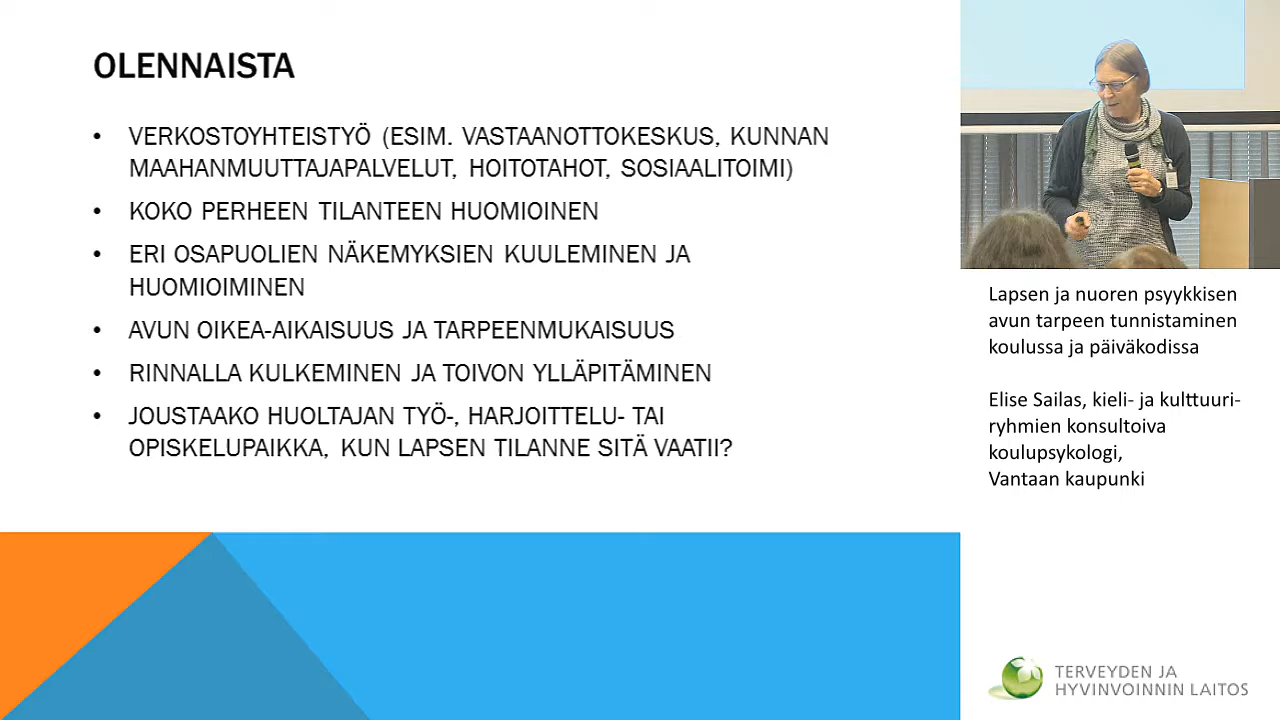 OLENNAISTA
• VERKOSTOYHTEISTYÖ (ESIM. VASTAANOTTOKESKUS, KUNNAN
MAAHANMUUTTAJAPALVELUT, HOITOTAHOT, SOSIAALITOIMI)
• KOKO PERHEEN TILANTEEN HUOMIOINEN
• ERI OSAPUOLIEN NÄKEMYKSIEN KUULEMINEN JA
HUOMIOIMINEN
• AVUN OIKEA-AIKAISUUS JA TARPEENMUKAISUUS
• RINNALLA KULKEMINEN JA TOIVON YLLÄPITÄMINEN
• JOUSTAAKO HUOLTAJAN TYÖ-, HARJOITTELU- TAI
OPISKELUPAIKKA, KUN LAPSEN TILANNE SITÄ VAATII?
Lapsen ja nuoren psyykkisen
avun tarpeen tunnistaminen
koulussa ja päiväkodissa
Elise Sailas, kieli- ja kulttuuri-
ryhmien konsultoiva
koulupsykologi,
Vantaan kaupunki
TERVEYDEN JA
HYVINVOINNIN LAITOS